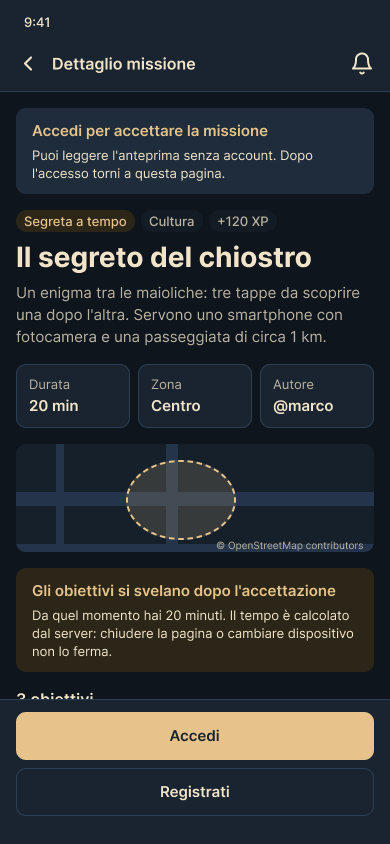 9:41
Dettaglio missione
Accedi per accettare la missione
Puoi leggere l'anteprima senza account. Dopo
l'accesso torni a questa pagina.
Segreta a tempo
Cultura
+120 XP
Il segreto del chiostro
Un enigma tra le maioliche: tre tappe da scoprire
una dopo l'altra. Servono uno smartphone con
fotocamera e una passeggiata di circa 1 km.
Durata
20 min
Zona
Centro
Autore
@marco
© OpenStreetMap contributors
Gli obiettivi si svelano dopo l'accettazione
Da quel momento hai 20 minuti. Il tempo è calcolato
dal server: chiudere la pagina o cambiare dispositivo
non lo ferma.
3 obiettivi
Accedi
Registrati